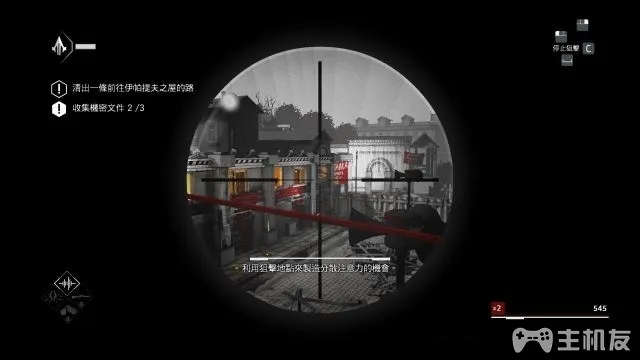 停止狙擊 C
清出一條前往伊帕提夫之屋的路
收集機密文件 2 /3
利用狙擊地點來製造分散注意力的機會。
×2 545
主机友